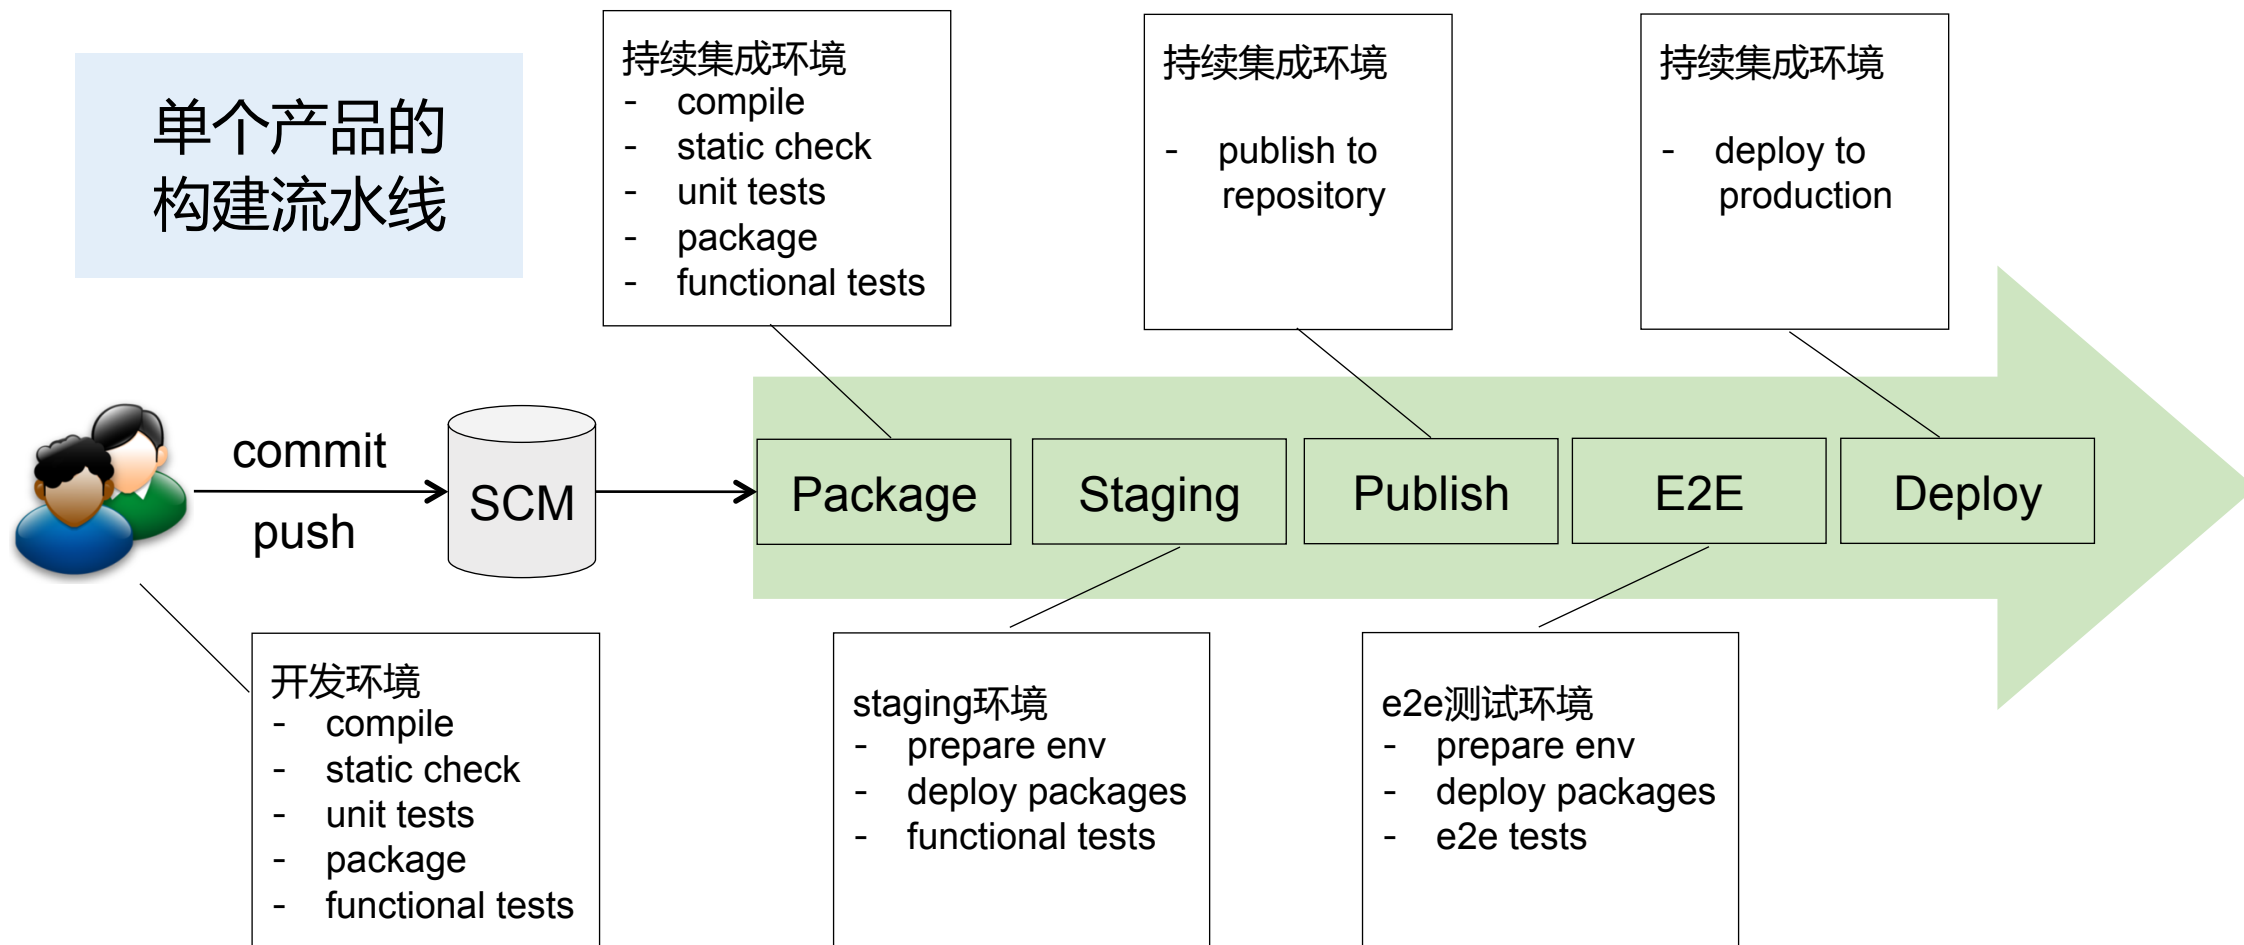 单个产品的
构建流水线
持续集成环境
- compile
- static check
- unit tests
- package
- functional tests
持续集成环境
- publish to
repository
持续集成环境
- deploy to
production
commit
push
SCM
Package
Staging
Publish
E2E
Deploy
开发环境
- compile
- static check
- unit tests
- package
- functional tests
staging环境
- prepare env
- deploy packages
- functional tests
e2e测试环境
- prepare env
- deploy packages
- e2e tests